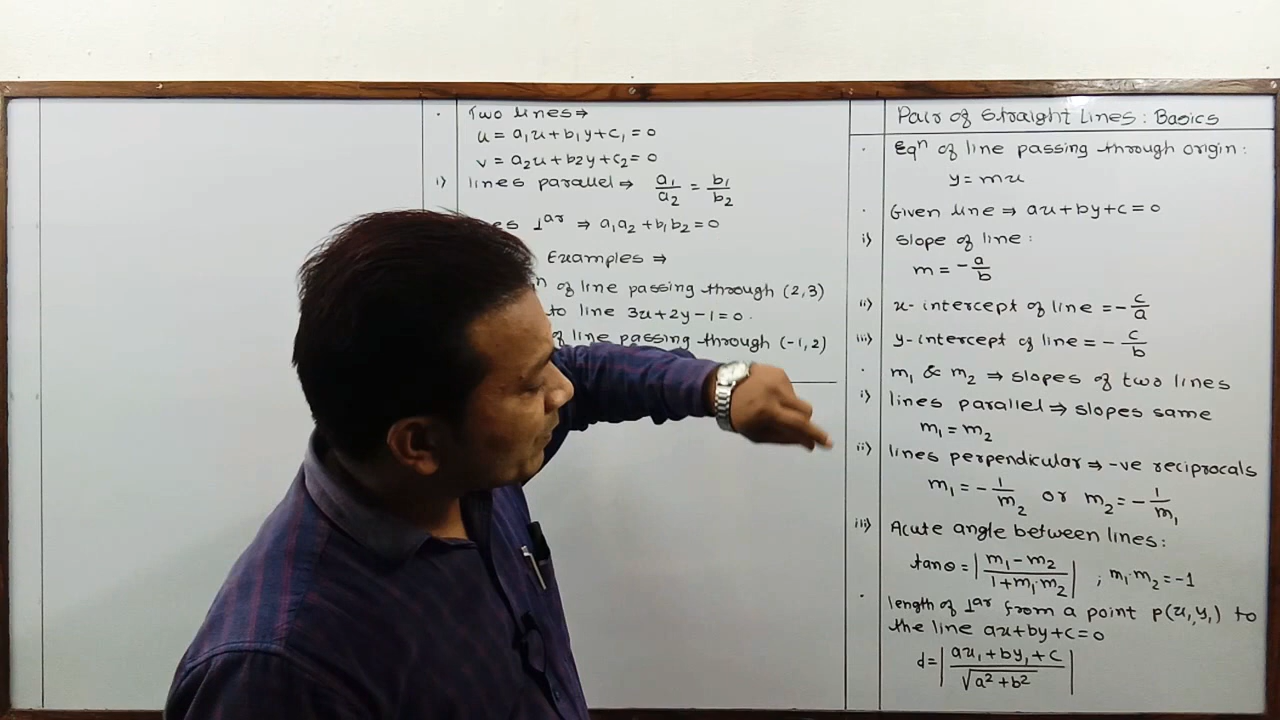 Pair of Straight Lines: Basics
· Eqⁿ of line passing through origin:
y = mx
· Given line ⇒ ax+by+c=0
i) Slope of line:
m = -a/b
ii) x-intercept of line = -c/a
iii) y-intercept of line = -c/b
· m₁ & m₂ ⇒ slopes of two lines
i) lines parallel ⇒ slopes same
m₁ = m₂
ii) lines perpendicular ⇒ -ve reciprocals
m₁ = -1/m₂ or m₂ = -1/m₁
iii) Acute angle between lines:
tanθ = |(m₁-m₂)/(1+m₁·m₂)| ; m₁·m₂ = -1
· length of ⊥ar from a point P(x₁,y₁) to
the line ax+by+c=0
d = |(ax₁+by₁+c)/√(a²+b²)|
· Two lines ⇒
u = a₁x+b₁y+c₁=0
v = a₂x+b2y+c₂=0
i) lines parallel ⇒ a₁/a₂ = b₁/b₂
es ⊥ar ⇒ a₁a₂+b₁b₂=0
Examples ⇒
ⁿ of line passing through (2,3)
to line 3x+2y-1=0.
of line passing through (-1,2)